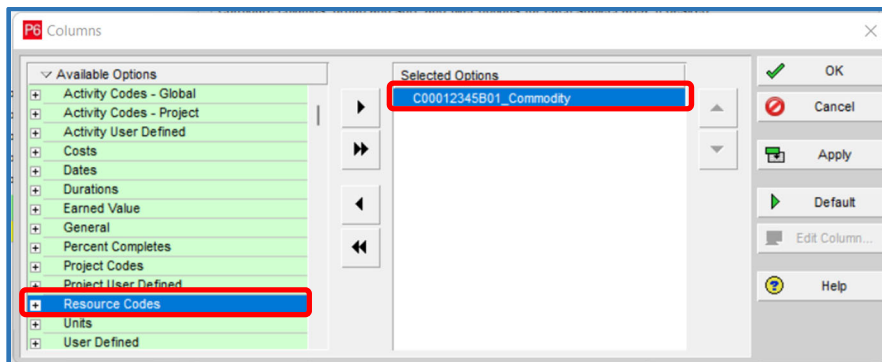 P6 Columns
Available Options
Activity Codes - Global
Activity Codes - Project
Activity User Defined
Costs
Dates
Durations
Earned Value
General
Percent Completes
Project Codes
Project User Defined
Resource Codes
Units
User Defined
Selected Options
C00012345B01_Commodity
OK
Cancel
Apply
Default
Edit Column...
Help